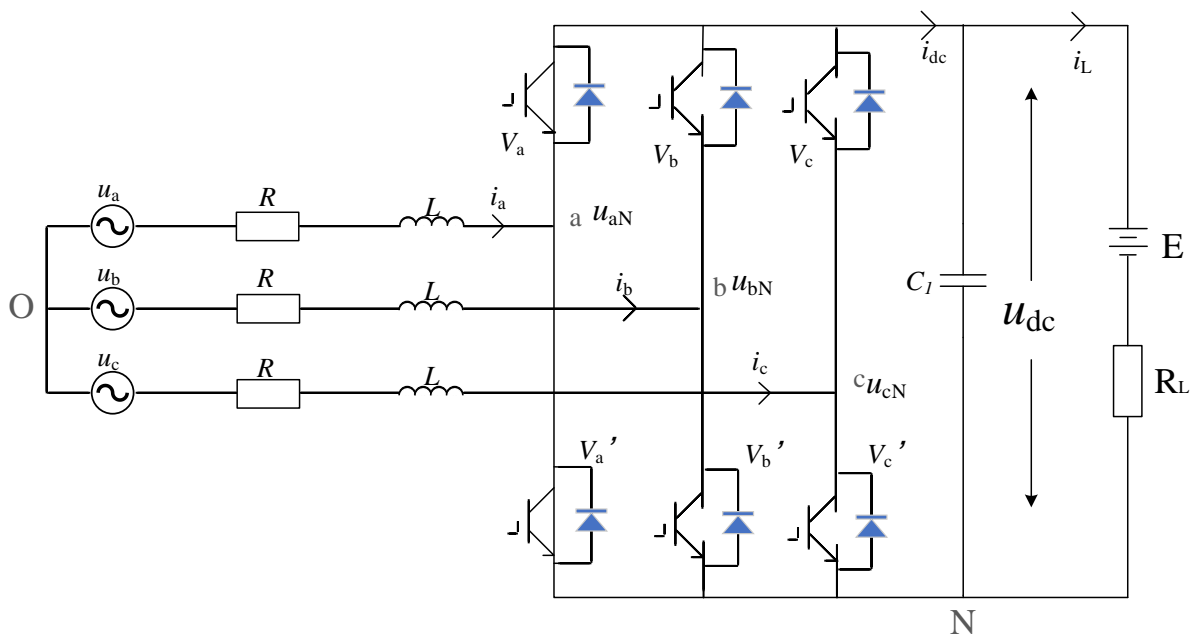 i_dc
i_L
V_a
V_b
V_c
u_a
R
L
i_a
a u_aN
E
O
u_b
R
L
i_b
b u_bN
C_1
u_dc
u_c
R
L
i_c
c u_cN
R_L
V_a'
V_b'
V_c'
N